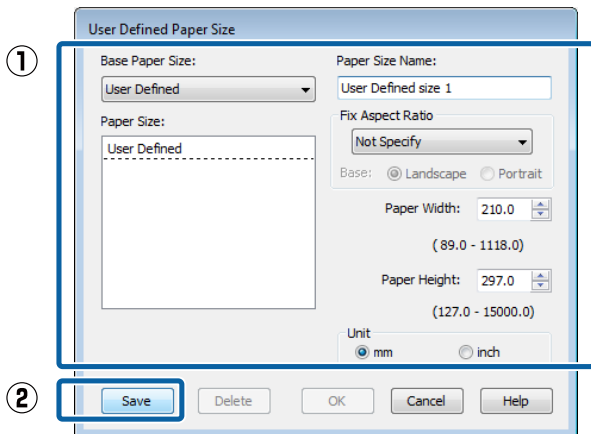 User Defined Paper Size
①
Base Paper Size:
User Defined
Paper Size:
User Defined
Paper Size Name:
User Defined size 1
Fix Aspect Ratio
Not Specify
Base: Landscape Portrait
Paper Width: 210.0
( 89.0 - 1118.0)
Paper Height: 297.0
(127.0 - 15000.0)
Unit
mm inch
②
Save Delete OK Cancel Help